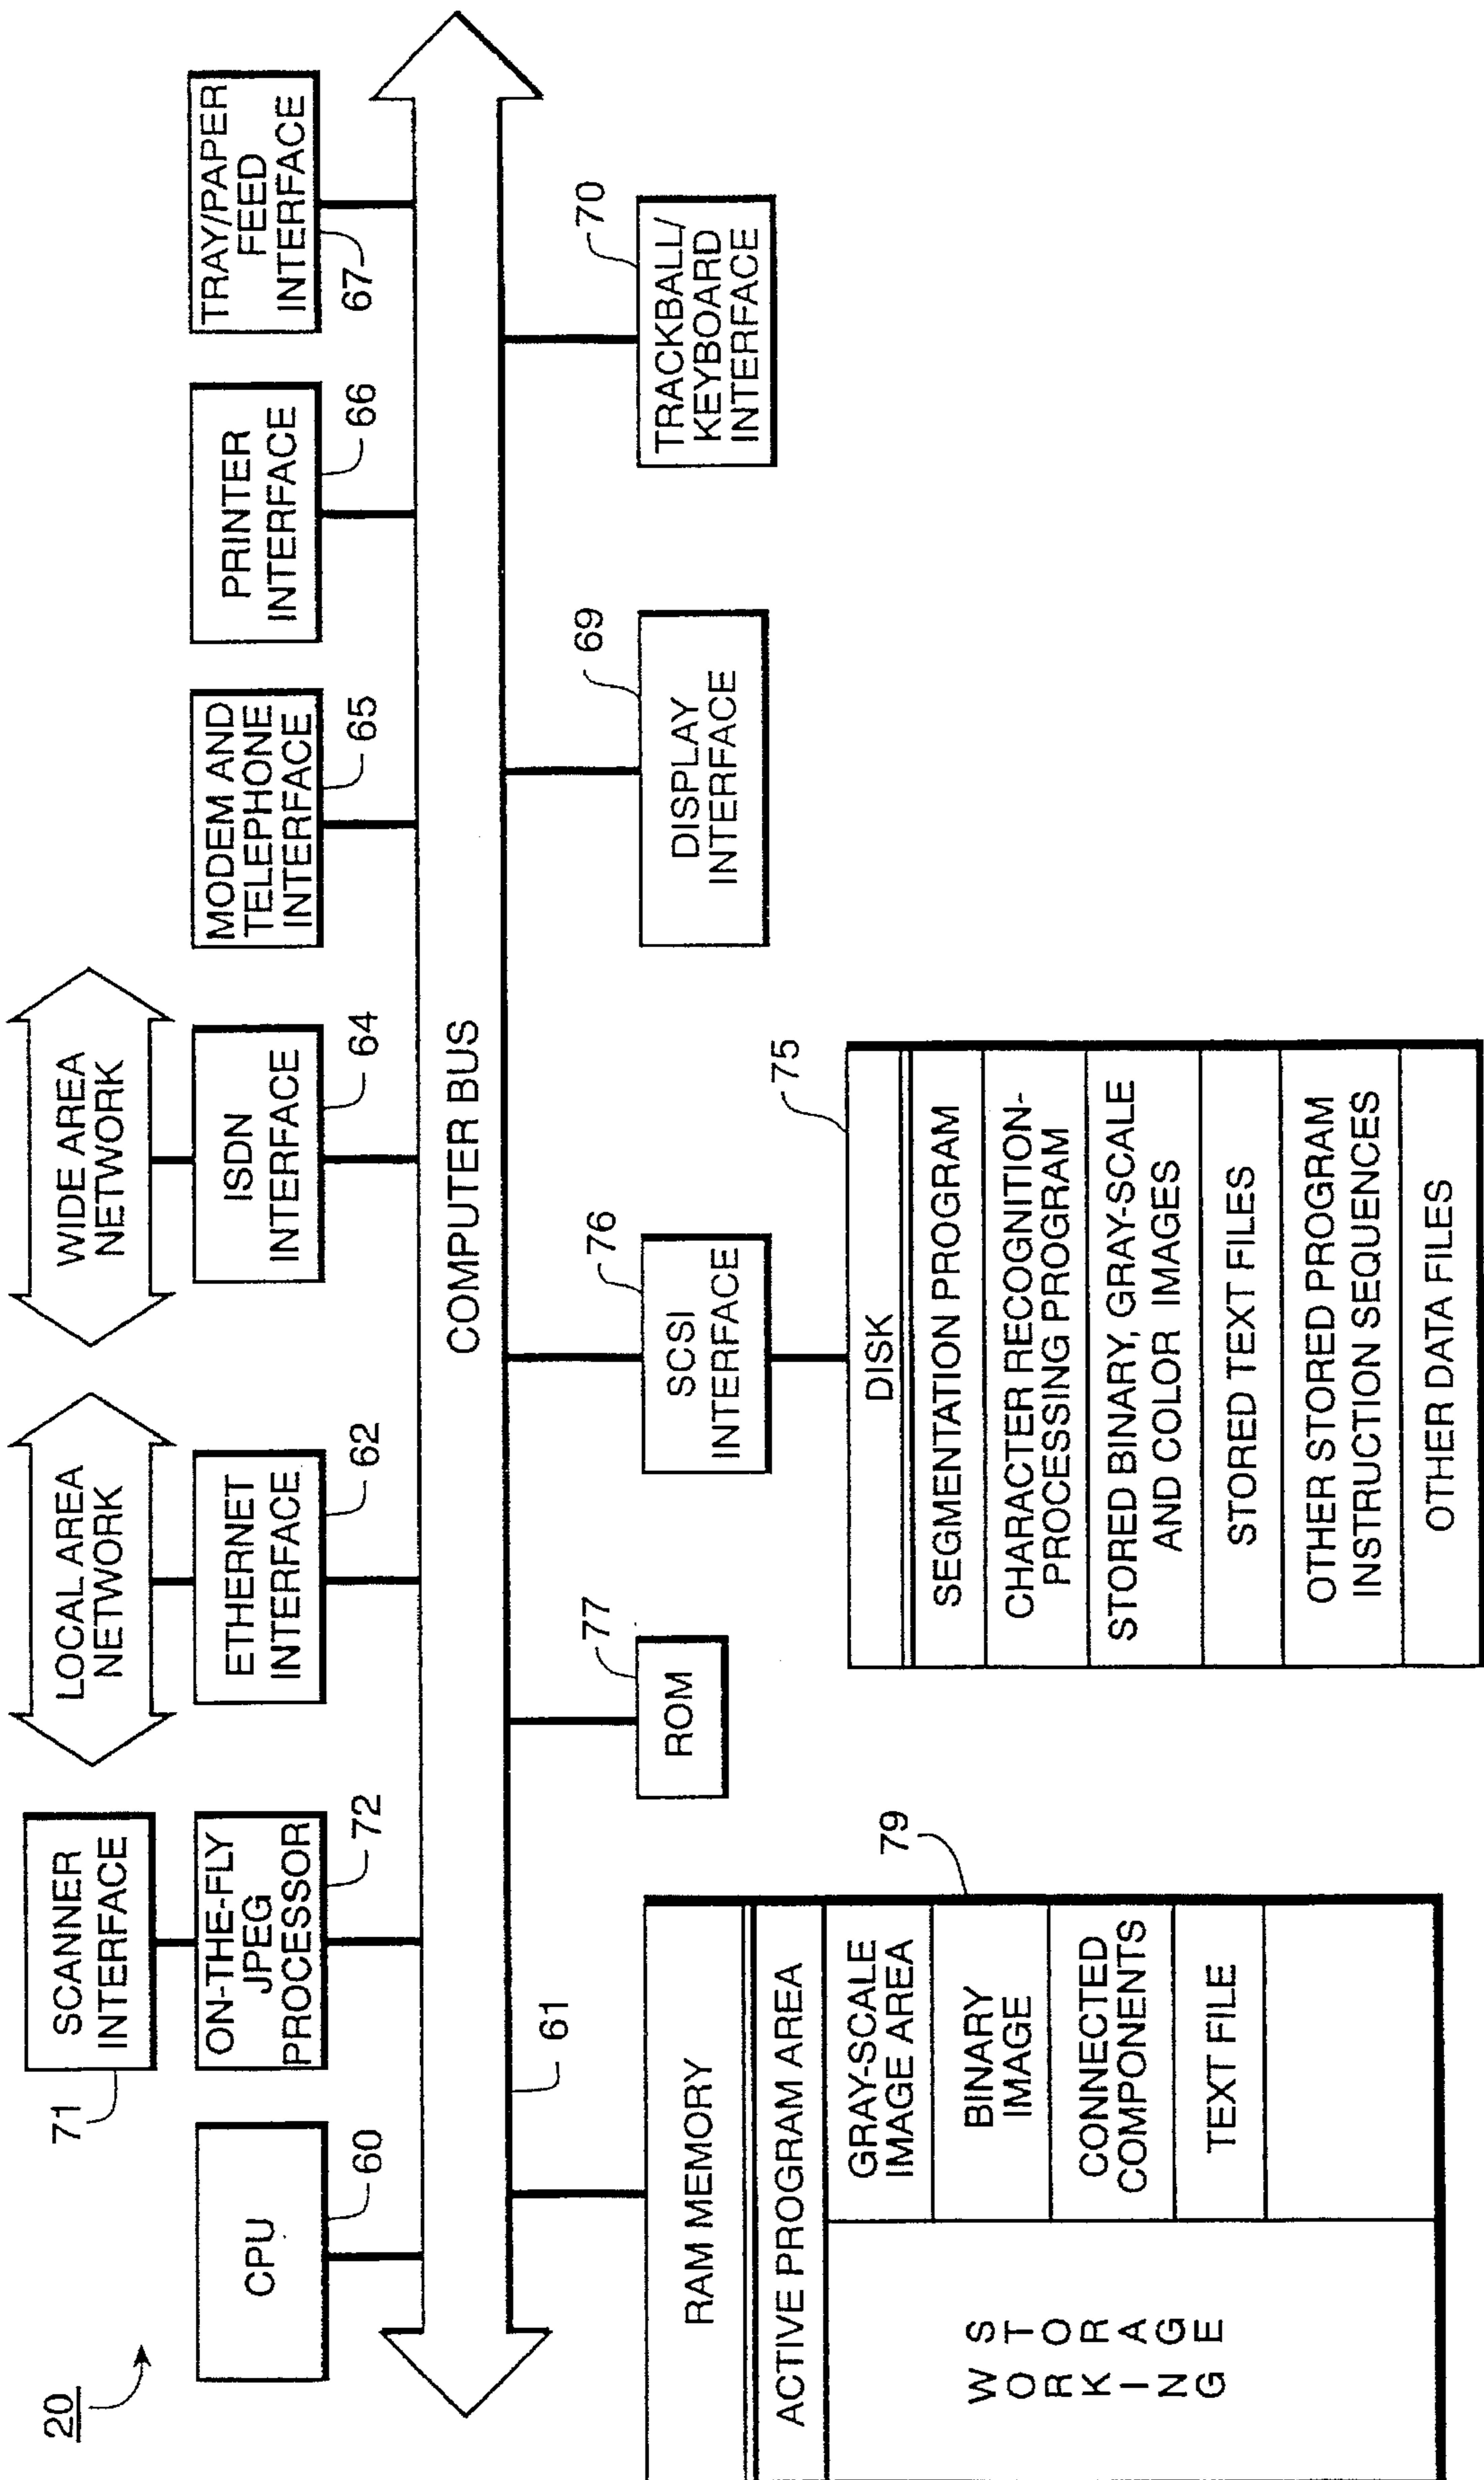 20
CPU
60
71
SCANNER
INTERFACE
ON-THE-FLY
JPEG
PROCESSOR
72
LOCAL AREA
NETWORK
ETHERNET
INTERFACE
62
WIDE AREA
NETWORK
ISDN
INTERFACE
64
MODEM AND
TELEPHONE
INTERFACE
65
PRINTER
INTERFACE
66
TRAY/PAPER
FEED
INTERFACE
67
COMPUTER BUS
61
RAM MEMORY
ACTIVE PROGRAM AREA
WORKING
STORAGE
GRAY-SCALE
IMAGE AREA
BINARY
IMAGE
CONNECTED
COMPONENTS
TEXT FILE
79
77
ROM
76
SCSI
INTERFACE
75
DISK
SEGMENTATION PROGRAM
CHARACTER RECOGNITION-
PROCESSING PROGRAM
STORED BINARY, GRAY-SCALE
AND COLOR IMAGES
STORED TEXT FILES
OTHER STORED PROGRAM
INSTRUCTION SEQUENCES
OTHER DATA FILES
69
DISPLAY
INTERFACE
70
TRACKBALL/
KEYBOARD
INTERFACE